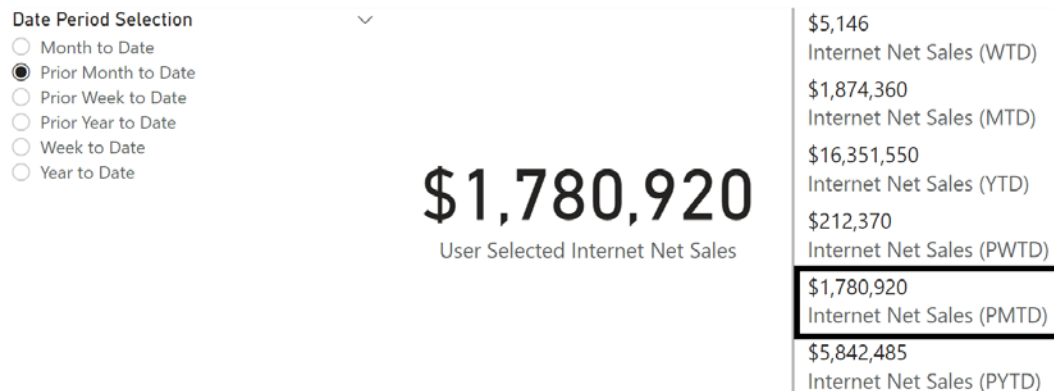 Date Period Selection
Month to Date
Prior Month to Date
Prior Week to Date
Prior Year to Date
Week to Date
Year to Date
$1,780,920
User Selected Internet Net Sales
$5,146
Internet Net Sales (WTD)
$1,874,360
Internet Net Sales (MTD)
$16,351,550
Internet Net Sales (YTD)
$212,370
Internet Net Sales (PWTD)
$1,780,920
Internet Net Sales (PMTD)
$5,842,485
Internet Net Sales (PYTD)